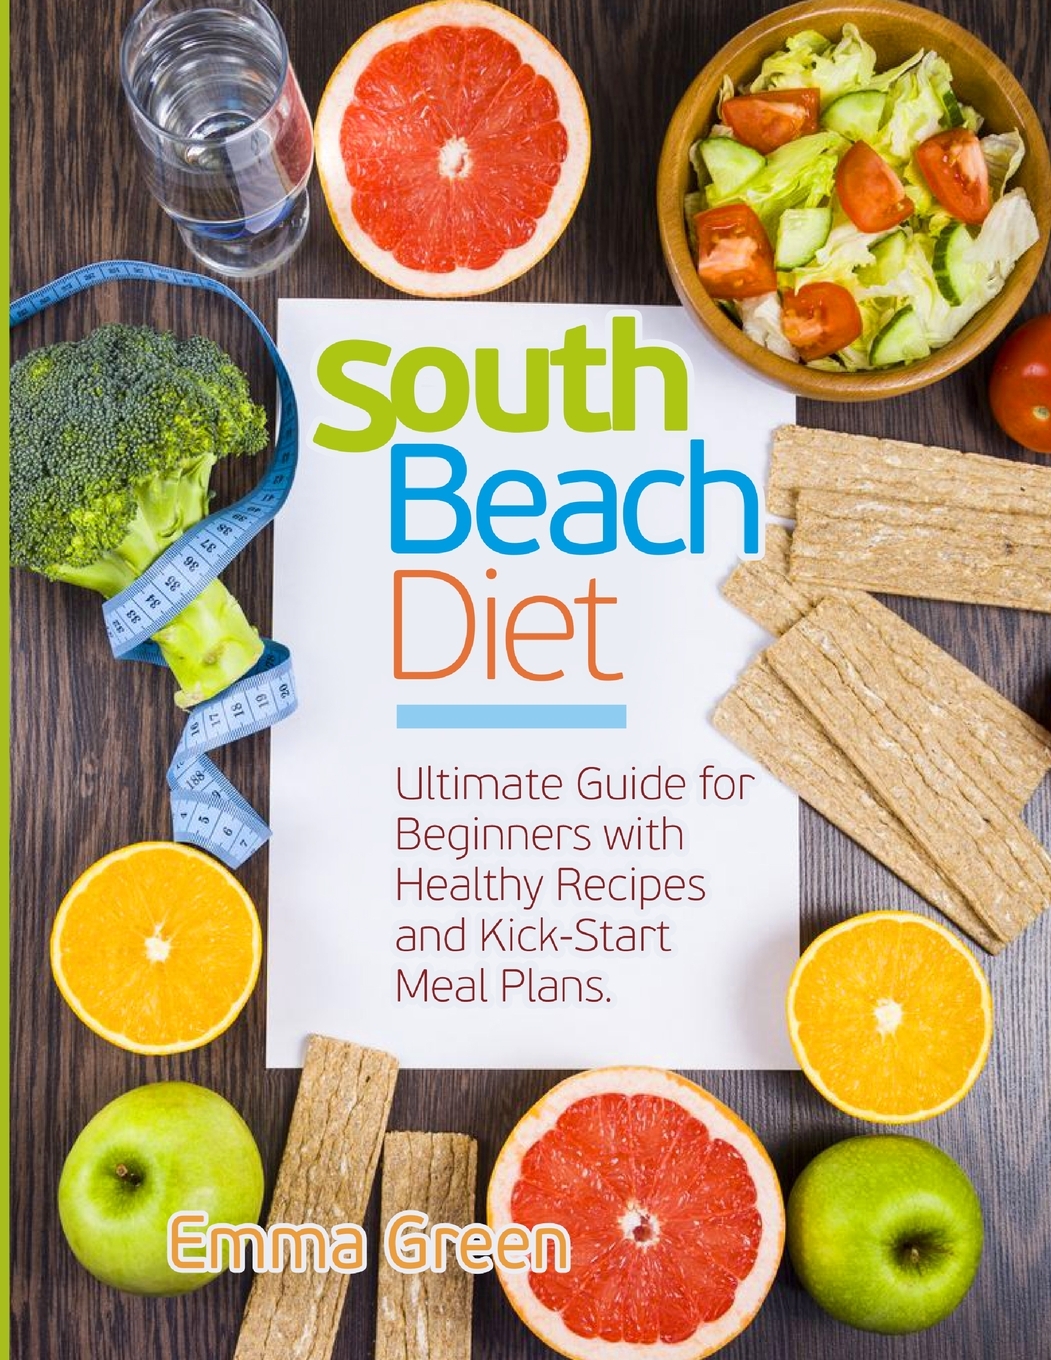 South
Beach
Diet
Ultimate Guide for
Beginners with
Healthy Recipes
and Kick-Start
Meal Plans.
Emma Green